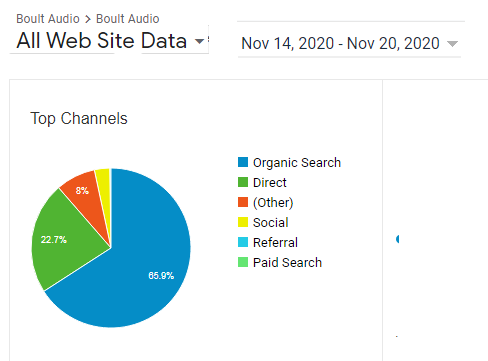 Boult Audio > Boult Audio
All Web Site Data
Nov 14, 2020 - Nov 20, 2020
Top Channels
Organic Search
Direct
(Other)
Social
Referral
Paid Search
8%
22.7%
65.9%